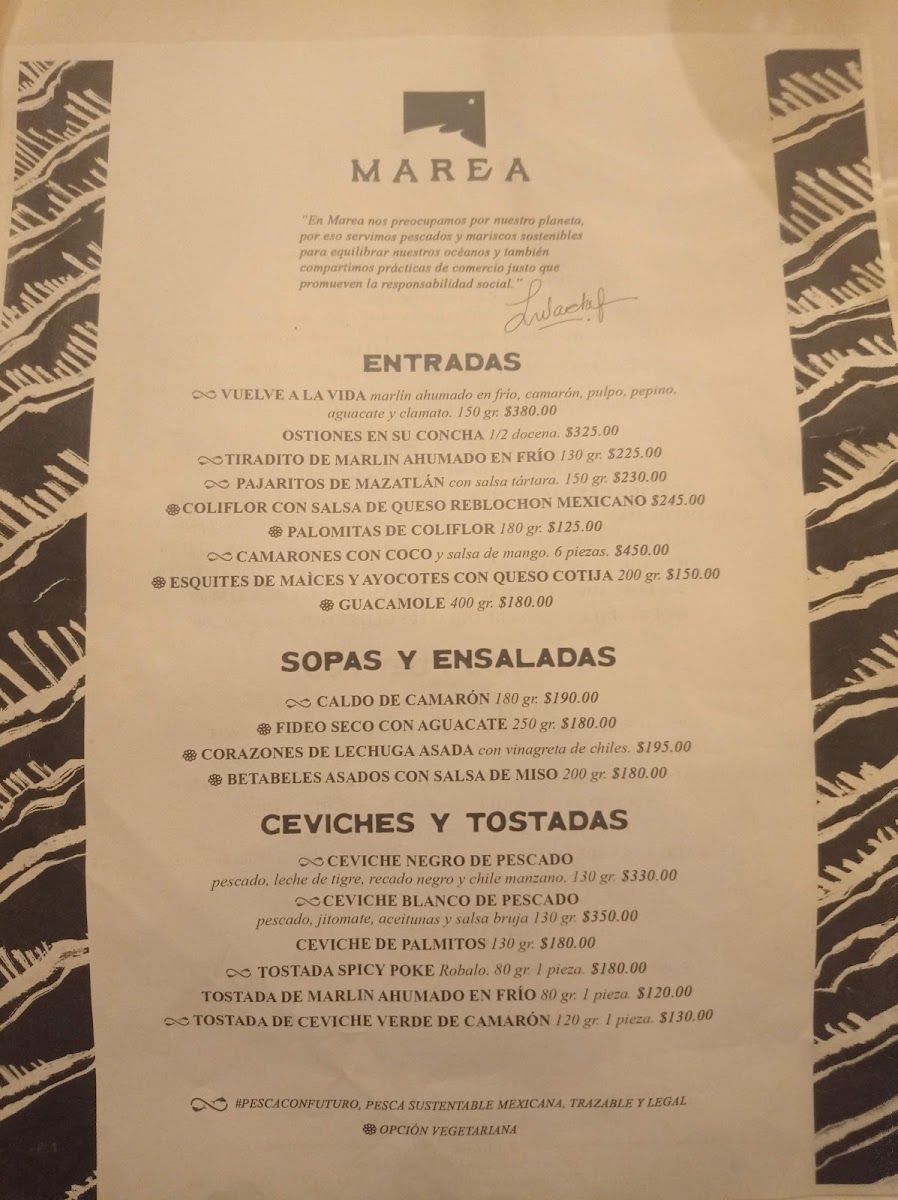 MAREA
"En Marea nos preocupamos por nuestro planeta,
por eso servimos pescados y mariscos sostenibles
para equilibrar nuestros océanos y también
compartimos prácticas de comercio justo que
promueven la responsabilidad social."
ENTRADAS
VUELVE A LA VIDA marlin ahumado en frío, camarón, pulpo, pepino,
aguacate y clamato. 150 gr. $380.00
OSTIONES EN SU CONCHA 1/2 docena. $325.00
TIRADITO DE MARLIN AHUMADO EN FRÍO 130 gr. $225.00
PAJARITOS DE MAZATLÁN con salsa tártara. 150 gr. $230.00
COLIFLOR CON SALSA DE QUESO REBLOCHON MEXICANO $245.00
PALOMITAS DE COLIFLOR 180 gr. $125.00
CAMARONES CON COCO y salsa de mango. 6 piezas. $450.00
ESQUITES DE MAÌCES Y AYOCOTES CON QUESO COTIJA 200 gr. $150.00
GUACAMOLE 400 gr. $180.00
SOPAS Y ENSALADAS
CALDO DE CAMARÓN 180 gr. $190.00
FIDEO SECO CON AGUACATE 250 gr. $180.00
CORAZONES DE LECHUGA ASADA con vinagreta de chiles. $195.00
BETABELES ASADOS CON SALSA DE MISO 200 gr. $180.00
CEVICHES Y TOSTADAS
CEVICHE NEGRO DE PESCADO
pescado, leche de tigre, recado negro y chile manzano. 130 gr. $330.00
CEVICHE BLANCO DE PESCADO
pescado, jitomate, aceitunas y salsa bruja 130 gr. $350.00
CEVICHE DE PALMITOS 130 gr. $180.00
TOSTADA SPICY POKE Robalo. 80 gr. 1 pieza. $180.00
TOSTADA DE MARLIN AHUMADO EN FRÍO 80 gr. 1 pieza. $120.00
TOSTADA DE CEVICHE VERDE DE CAMARÓN 120 gr. 1 pieza. $130.00
#PESCACONFUTURO, PESCA SUSTENTABLE MEXICANA, TRAZABLE Y LEGAL
OPCIÓN VEGETARIANA